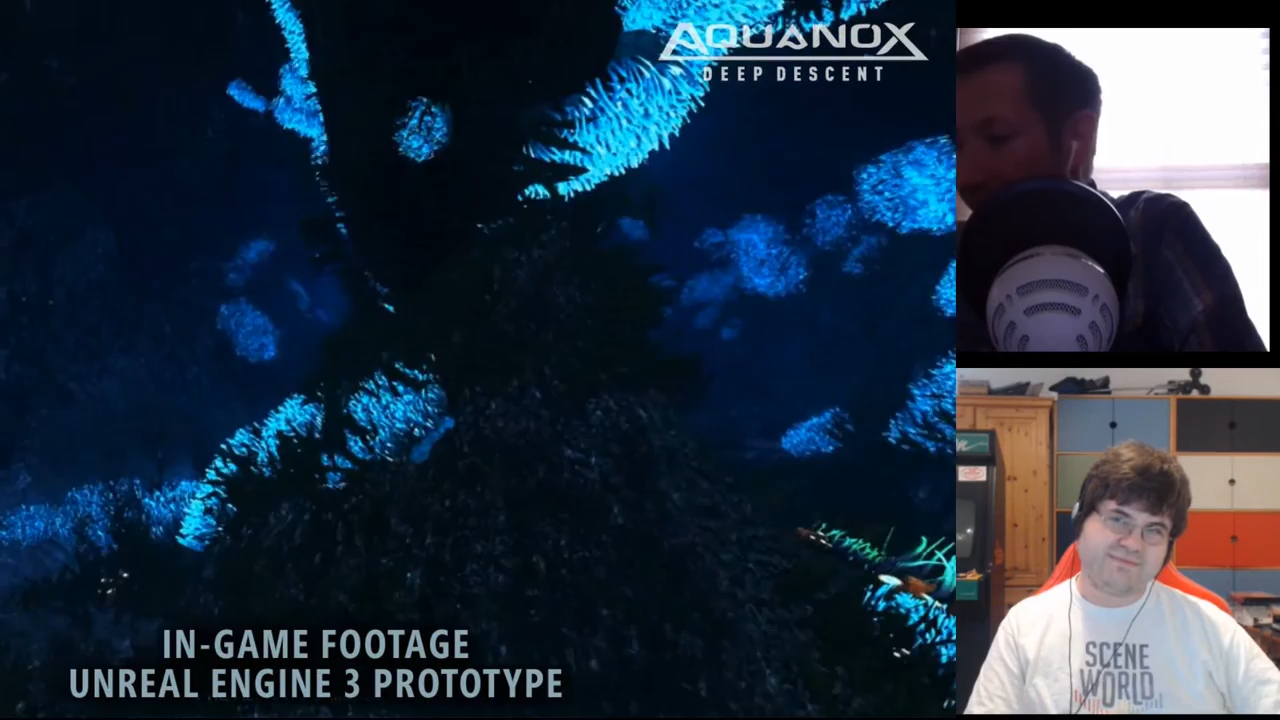 AQUANOX
DEEP DESCENT
IN-GAME FOOTAGE
UNREAL ENGINE 3 PROTOTYPE
SCENE
WORLD